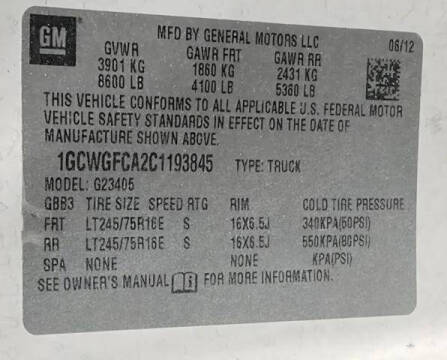 GM
MFD BY GENERAL MOTORS LLC
GVWR GAWR FRT GAWR RR 06/12
3901 KG 1860 KG 2431 KG
8600 LB 4100 LB 5360 LB
THIS VEHICLE CONFORMS TO ALL APPLICABLE U.S. FEDERAL MOTOR
VEHICLE SAFETY STANDARDS IN EFFECT ON THE DATE OF
MANUFACTURE SHOWN ABOVE.
1GCWGFCA2C1193845 TYPE: TRUCK
MODEL: G23405
GBB3 TIRE SIZE SPEED RTG RIM COLD TIRE PRESSURE
FRT LT245/75R16E S 16X6.5J 340KPA(50PSI)
RR LT245/75R16E S 16X6.5J 550KPA(80PSI)
SPA NONE NONE KPA(PSI)
SEE OWNER'S MANUAL FOR MORE INFORMATION.